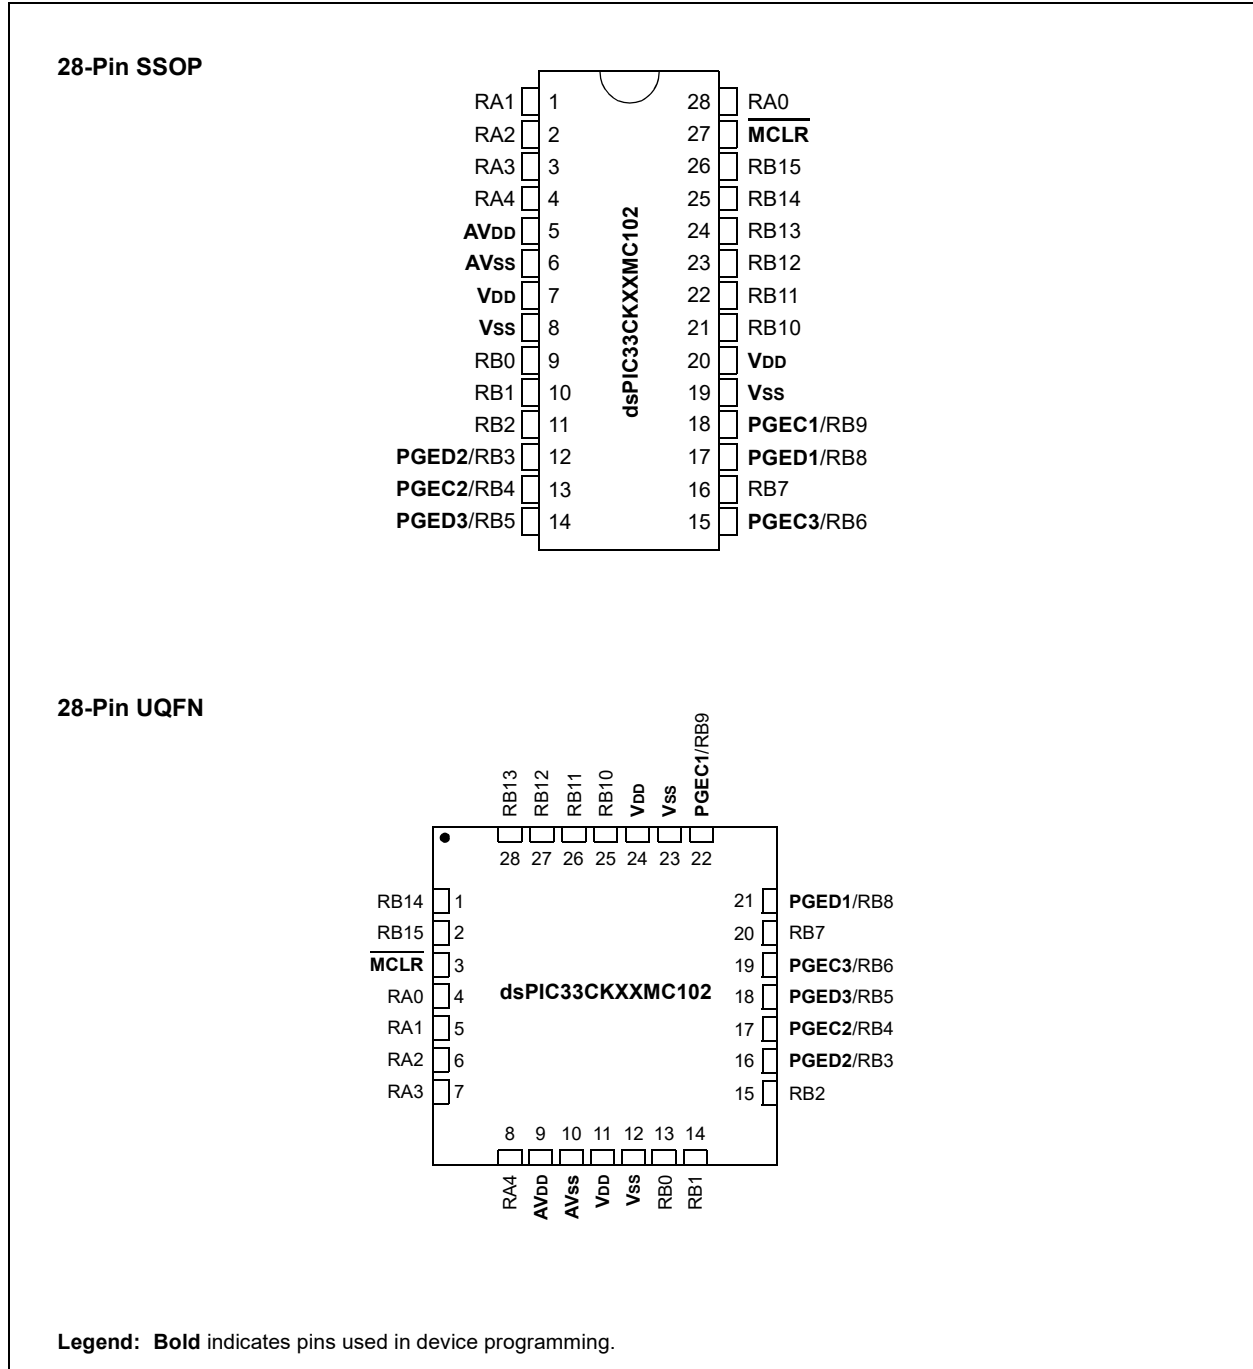 28-Pin SSOP
RA1 1 28 RA0
RA2 2 27 MCLR
RA3 3 26 RB15
RA4 4 25 RB14
AVDD 5 24 RB13
AVSS 6 23 RB12
VDD 7 22 RB11
VSS 8 21 RB10
RB0 9 20 VDD
RB1 10 19 VSS
RB2 11 18 PGEC1/RB9
PGED2/RB3 12 17 PGED1/RB8
PGEC2/RB4 13 16 RB7
PGED3/RB5 14 15 PGEC3/RB6
dsPIC33CKXXMC102
28-Pin UQFN
RB13 RB12 RB11 RB10 VDD VSS PGEC1/RB9
28 27 26 25 24 23 22
RB14 1 21 PGED1/RB8
RB15 2 20 RB7
MCLR 3 19 PGEC3/RB6
RA0 4 dsPIC33CKXXMC102 18 PGED3/RB5
RA1 5 17 PGEC2/RB4
RA2 6 16 PGED2/RB3
RA3 7 15 RB2
8 9 10 11 12 13 14
RA4 AVDD AVSS VDD VSS RB0 RB1
Legend: Bold indicates pins used in device programming.